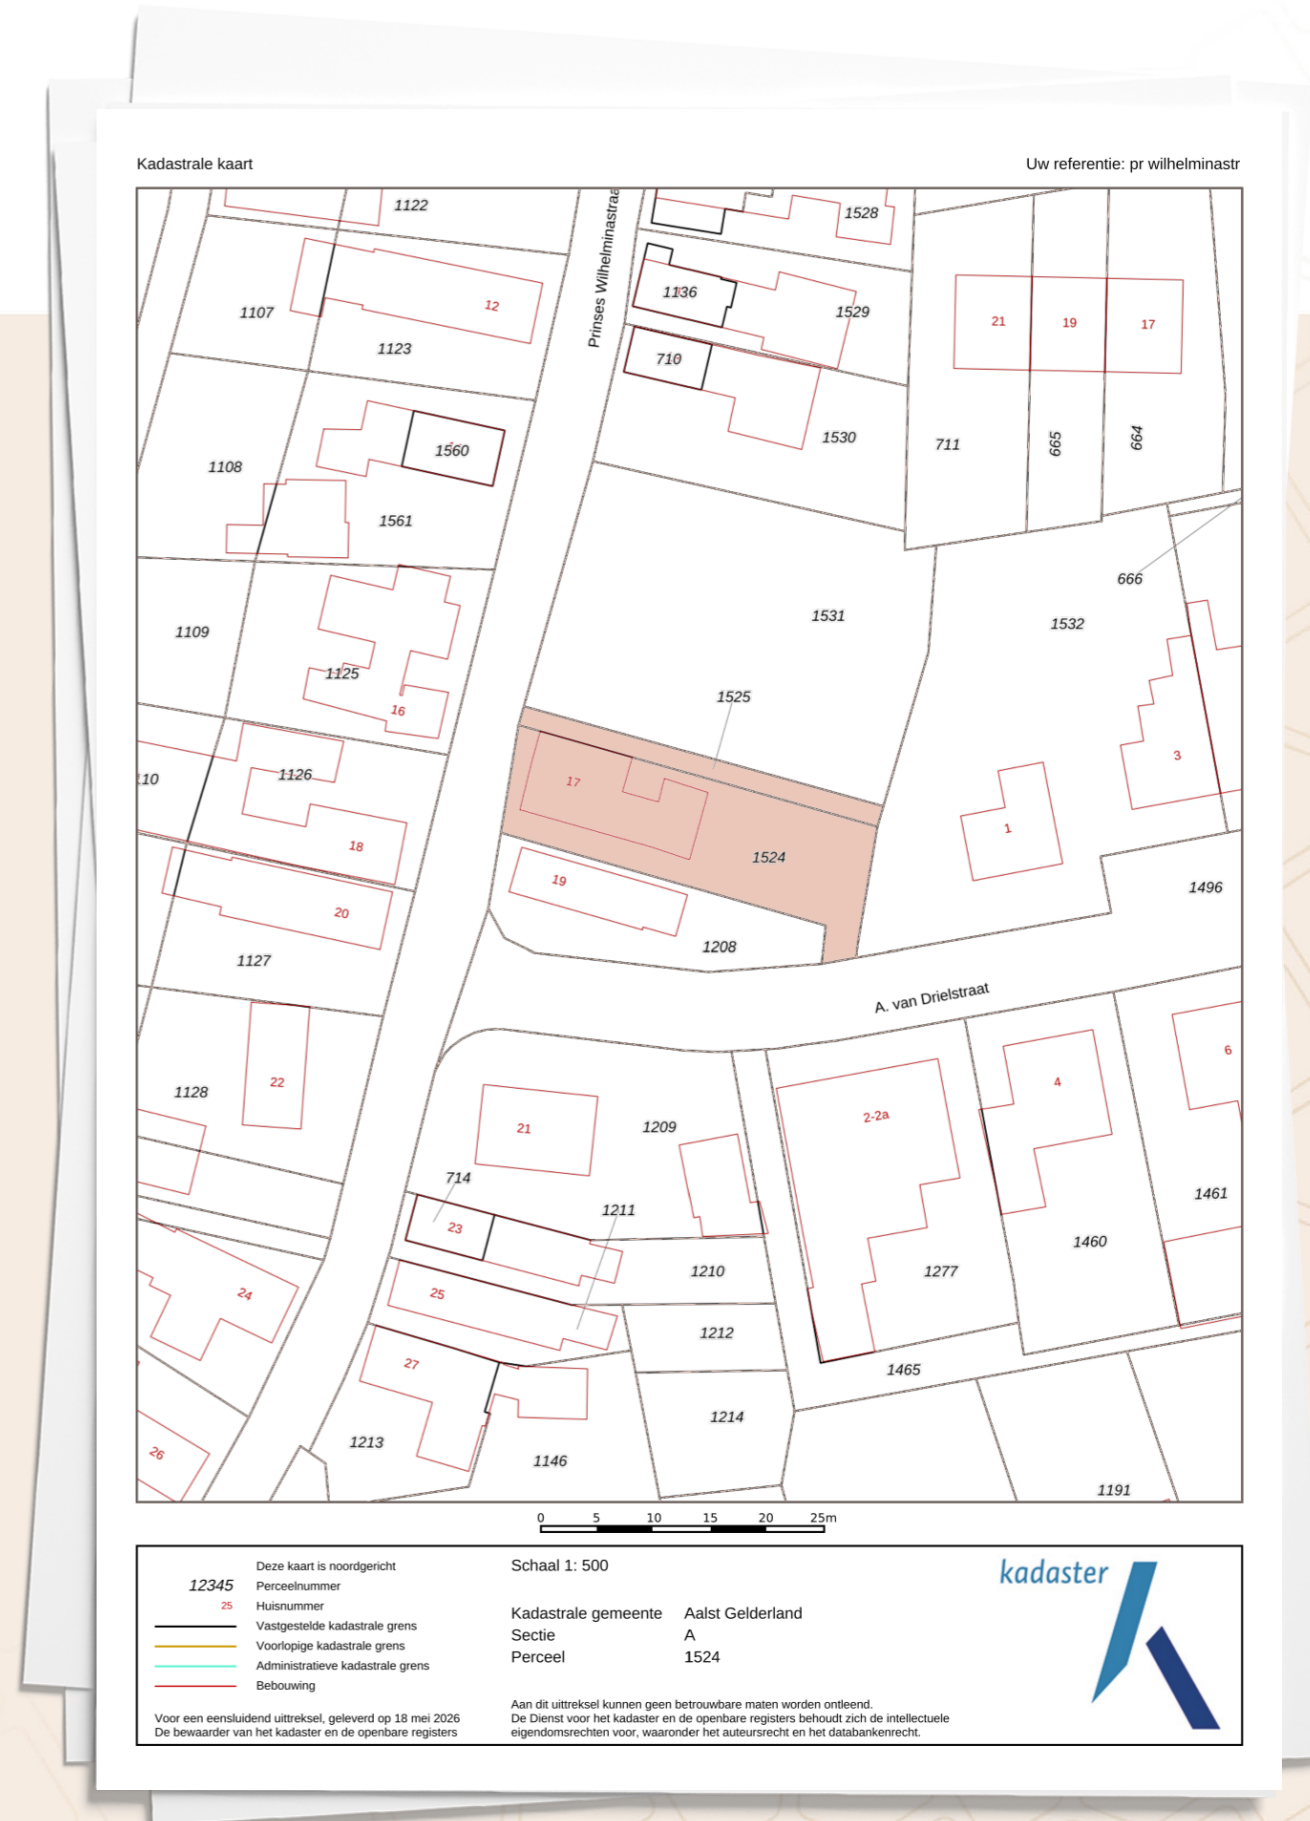 Kadastrale kaart
Uw referentie: pr wilhelminastr
1122
1528
Prinses Wilhelminastraa
1136
1107
12
1529
21
19
17
1123
710
1530
711
665
664
1560
1108
1561
666
1531
1532
1109
1125
1525
16
3
1126
110
17
1
18
1524
19
1496
20
1208
1127
A. van Drielstraat
6
22
4
1128
2-2a
21
1209
714
1461
1211
23
1460
1210
1277
24
25
1212
27
1465
1214
1213
26
1146
1191
0 5 10 15 20 25m
Deze kaart is noordgericht
12345 Perceelnummer
25 Huisnummer
Vastgestelde kadastrale grens
Voorlopige kadastrale grens
Administratieve kadastrale grens
Bebouwing
Voor een eensluidend uittreksel, geleverd op 18 mei 2026
De bewaarder van het kadaster en de openbare registers
Schaal 1: 500
Kadastrale gemeente Aalst Gelderland
Sectie A
Perceel 1524
Aan dit uittreksel kunnen geen betrouwbare maten worden ontleend.
De Dienst voor het kadaster en de openbare registers behoudt zich de intellectuele
eigendomsrechten voor, waaronder het auteursrecht en het databankenrecht.
kadaster